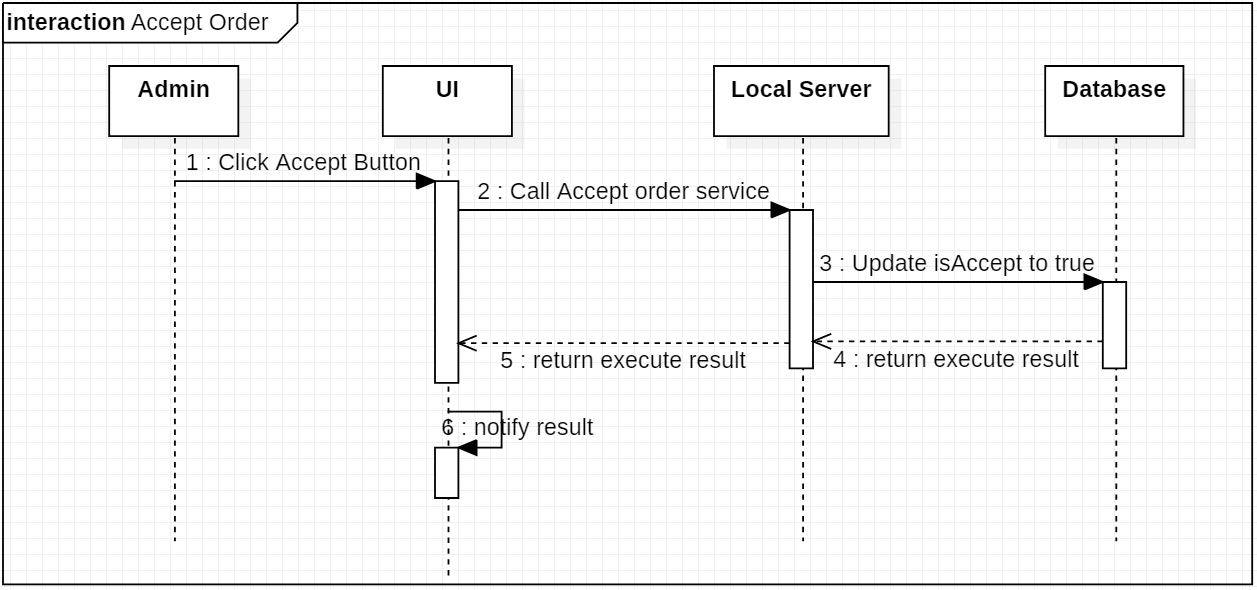 interaction Accept Order
Admin
UI
Local Server
Database
1 : Click Accept Button
2 : Call Accept order service
3 : Update isAccept to true
5 : return execute result
4 : return execute result
6 : notify result